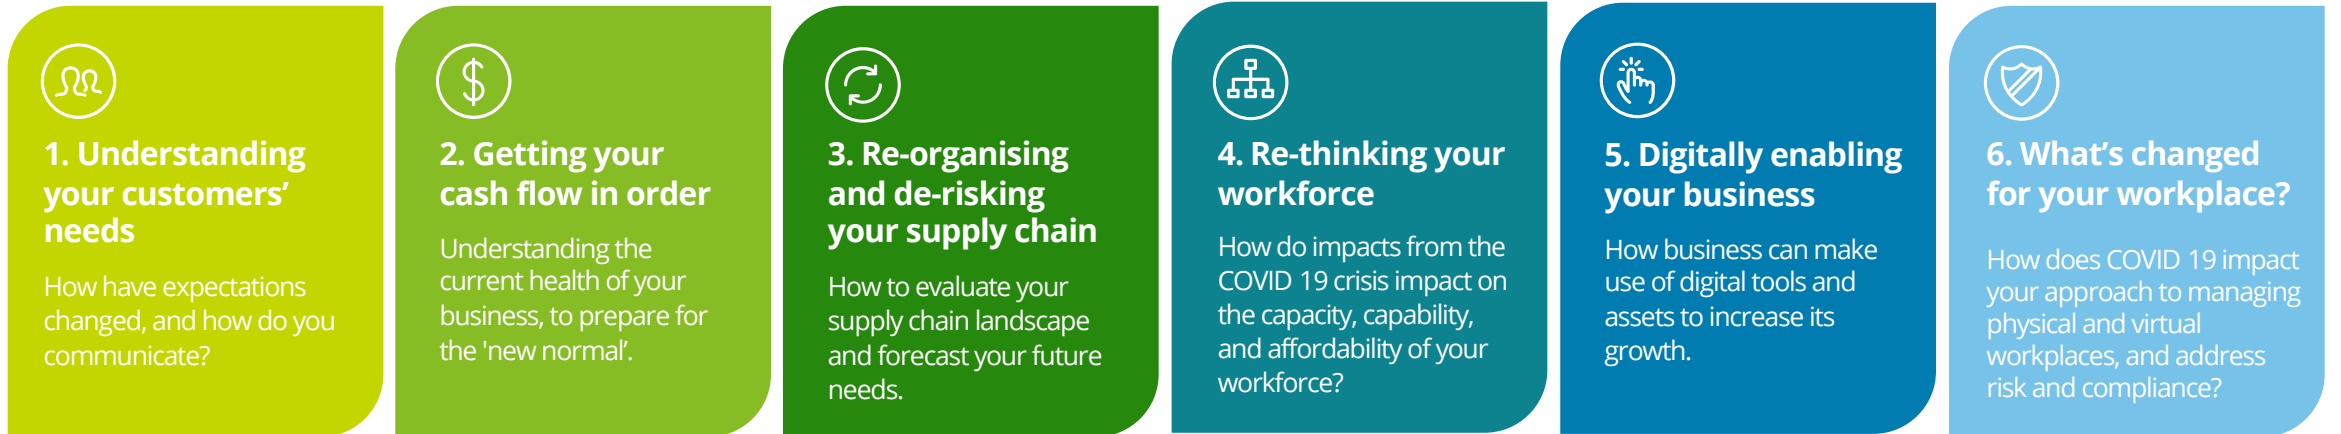 1. Understanding
your customers’
needs
How have expectations
changed, and how do you
communicate?
2. Getting your
cash flow in order
Understanding the
current health of your
business, to prepare for
the 'new normal’.
3. Re-organising
and de-risking
your supply chain
How to evaluate your
supply chain landscape
and forecast your future
needs.
4. Re-thinking your
workforce
How do impacts from the
COVID 19 crisis impact on
the capacity, capability,
and affordability of your
workforce?
5. Digitally enabling
your business
How business can make
use of digital tools and
assets to increase its
growth.
6. What’s changed
for your workplace?
How does COVID 19 impact
your approach to managing
physical and virtual
workplaces, and address
risk and compliance?